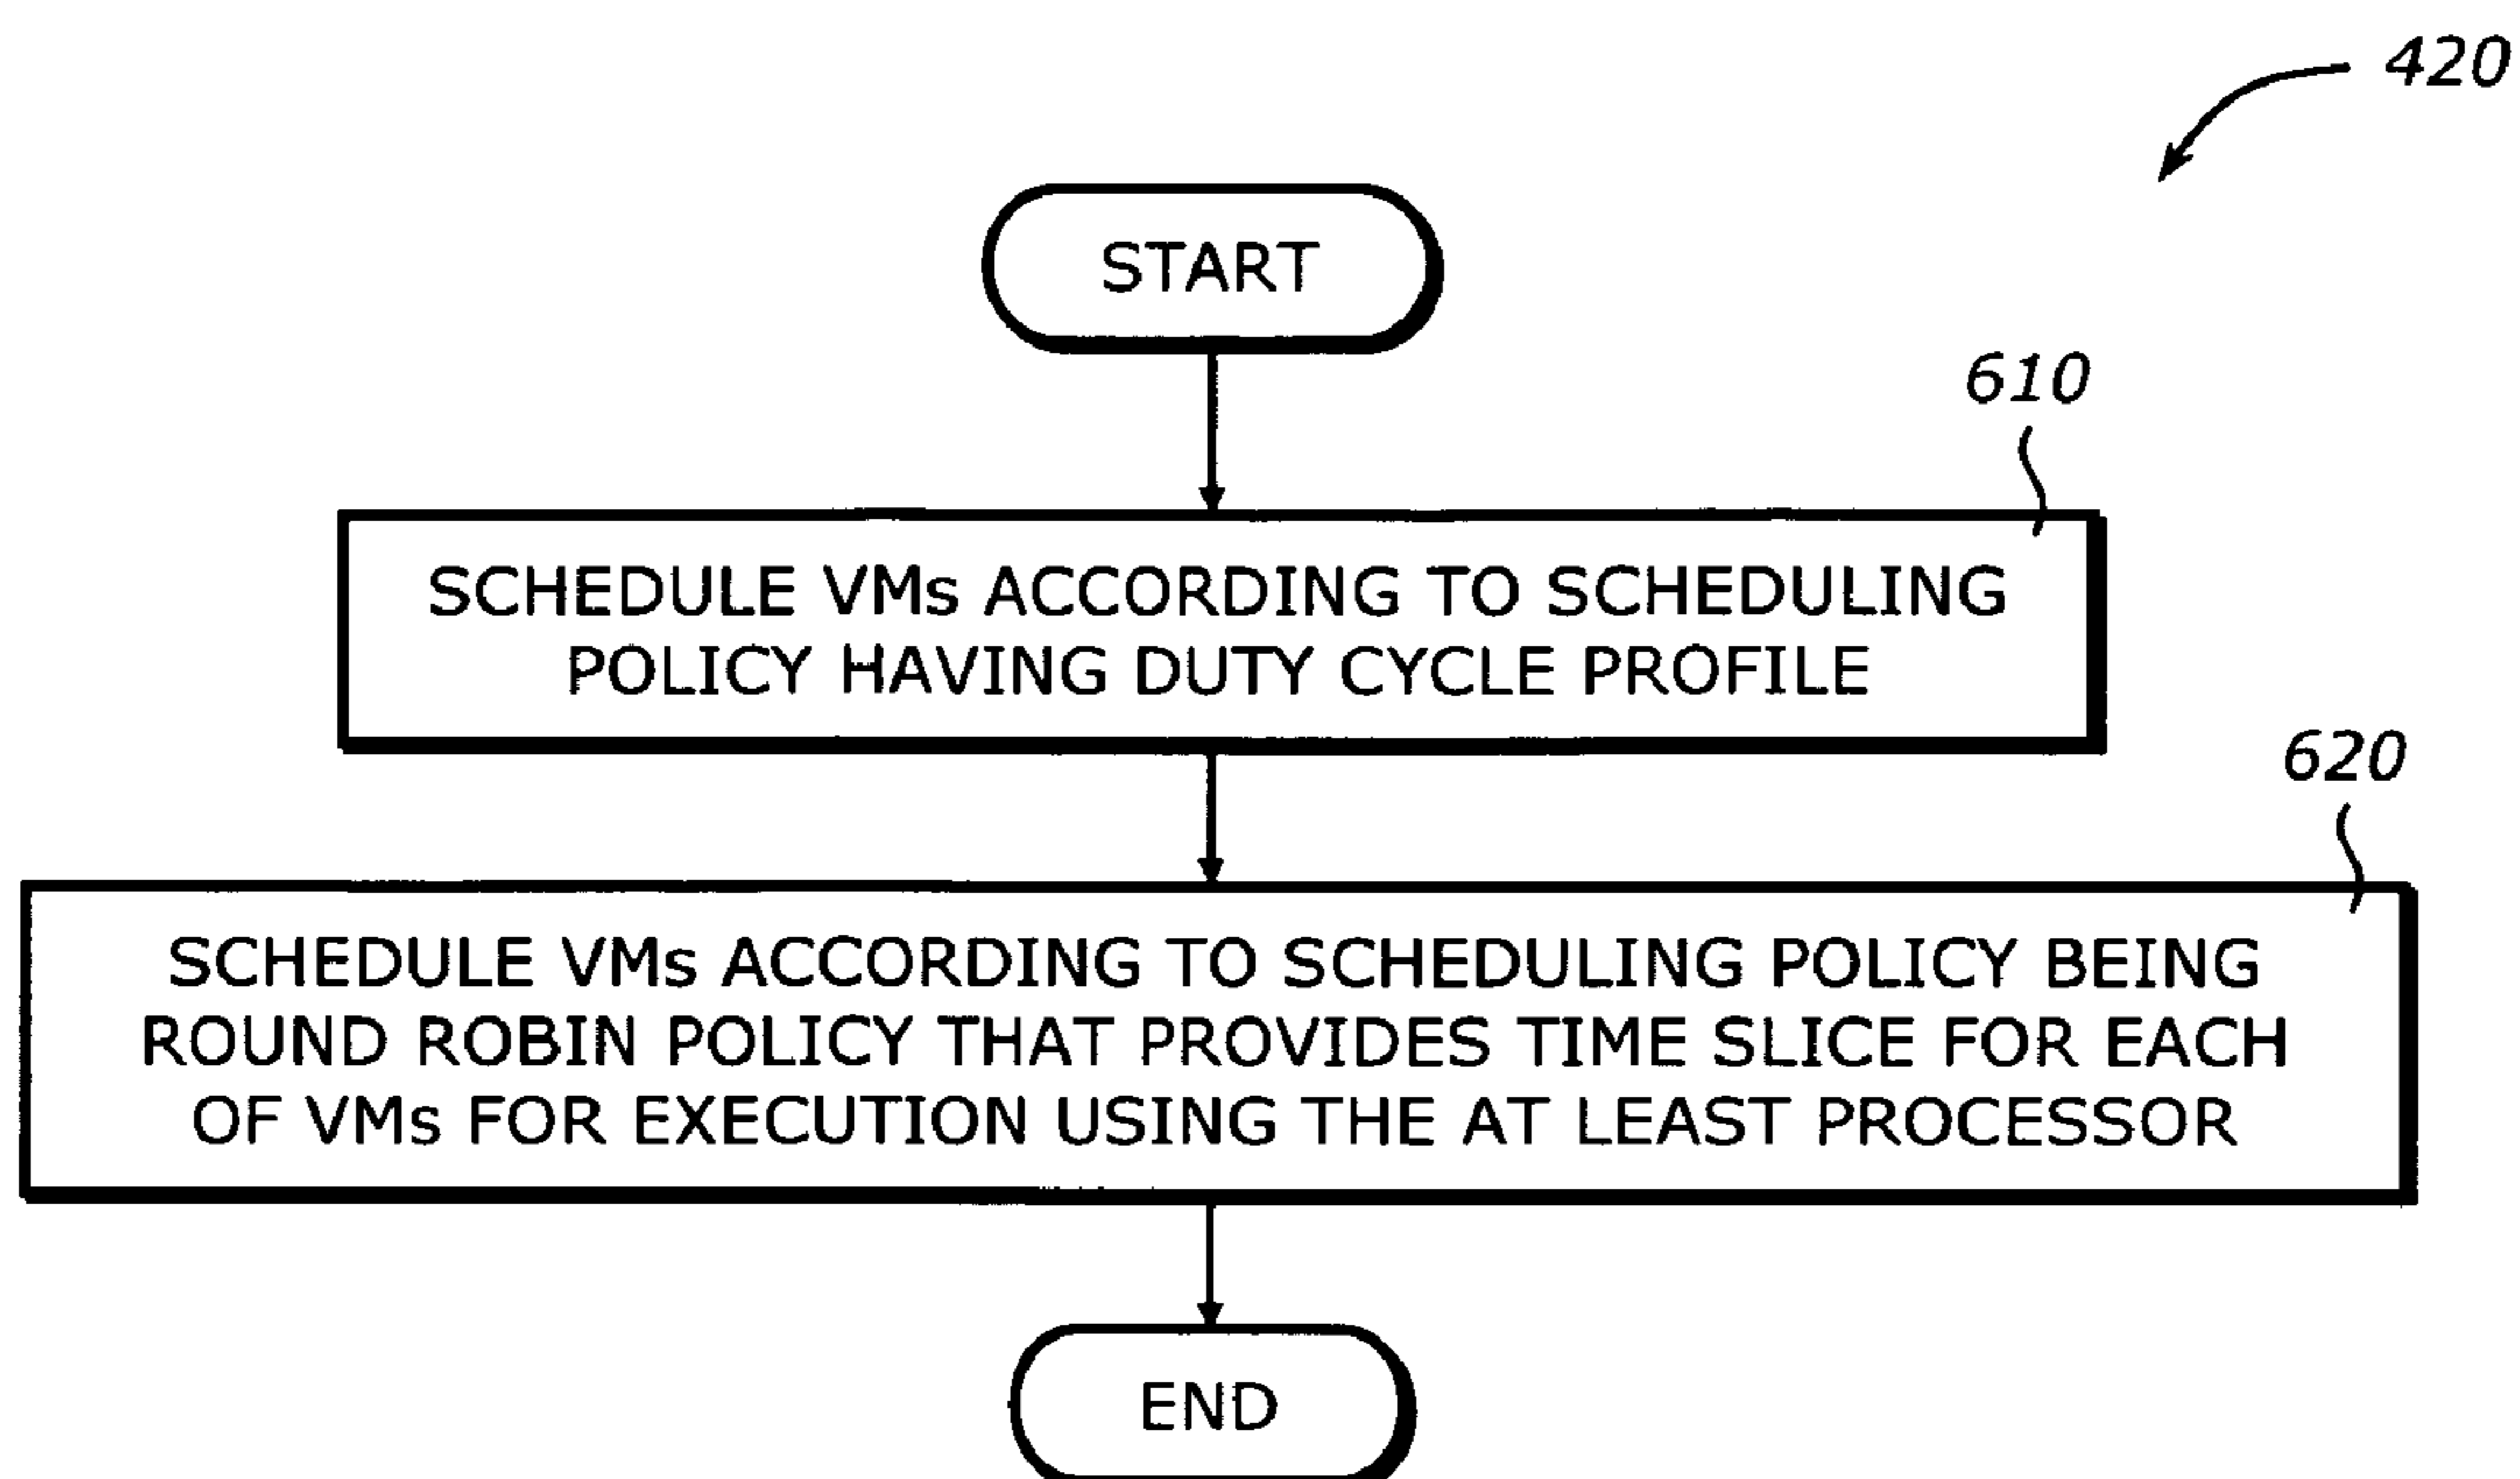 420
START
610
SCHEDULE VMs ACCORDING TO SCHEDULING
POLICY HAVING DUTY CYCLE PROFILE
620
SCHEDULE VMs ACCORDING TO SCHEDULING POLICY BEING
ROUND ROBIN POLICY THAT PROVIDES TIME SLICE FOR EACH
OF VMs FOR EXECUTION USING THE AT LEAST PROCESSOR
END